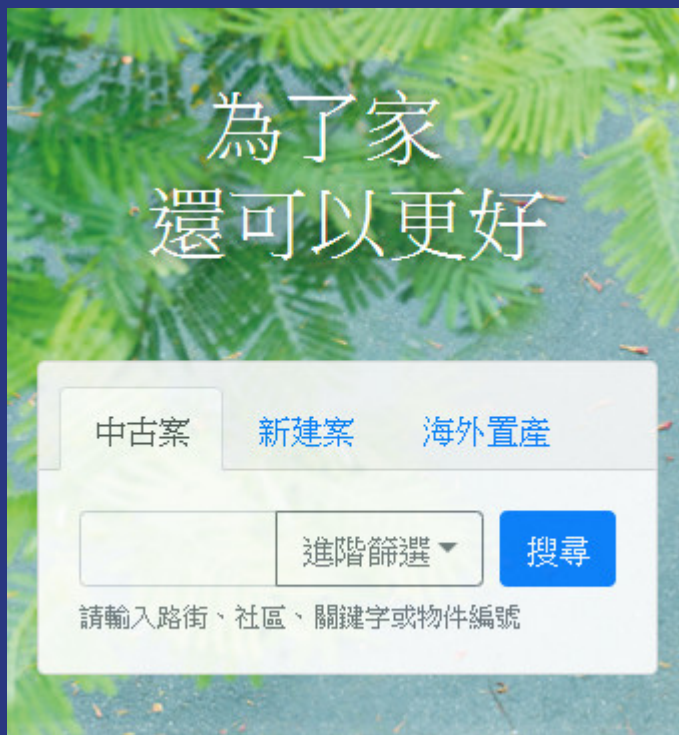 為了家
還可以更好
中古案 新建案 海外置產
進階篩選 搜尋
請輸入路街、社區、關鍵字或物件編號